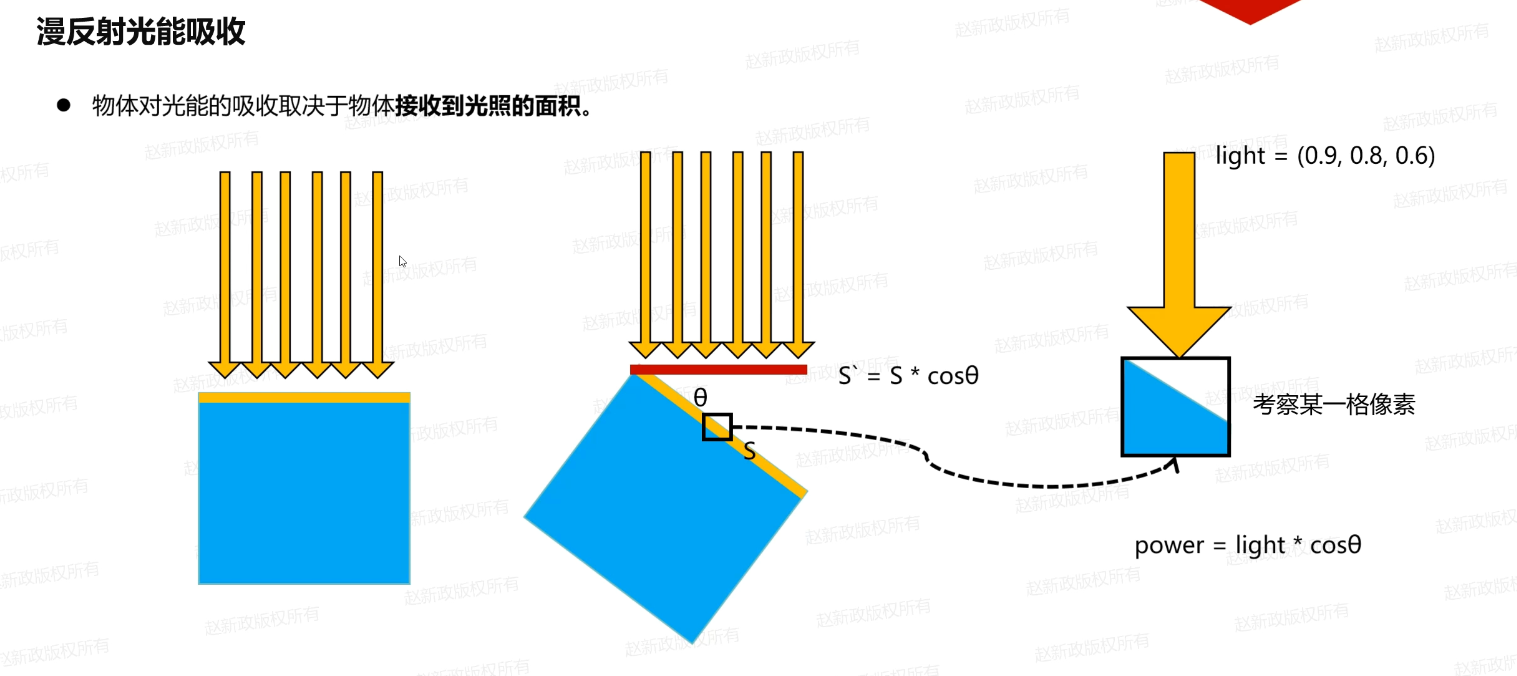 漫反射光能吸收
● 物体对光能的吸收取决于物体接收到光照的面积。
light = (0.9, 0.8, 0.6)
S` = S * cosθ
θ
S
考察某一格像素
power = light * cosθ
赵新政版权所有